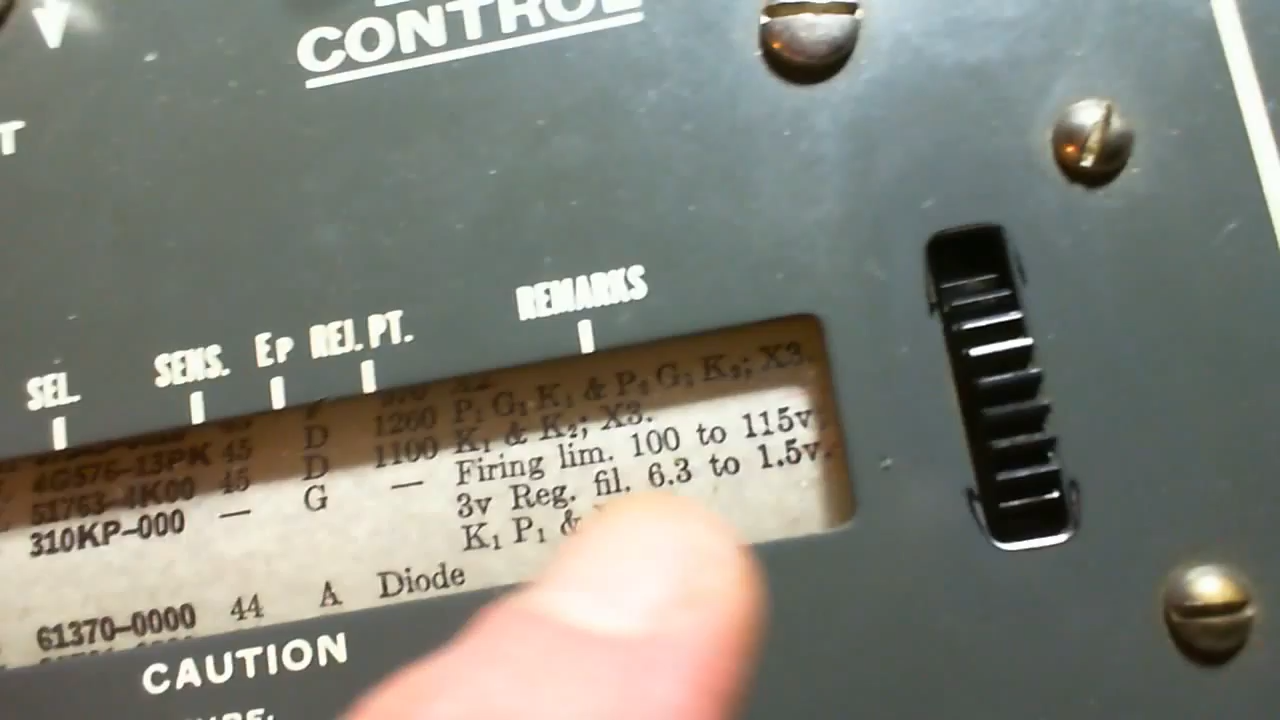 CONTROL
T
SEL. SENS. Ep REJ. PT. REMARKS
4G576-13PK 45 D 1260 P₁ G₁ K₁ & P₂ G₂ K₂; X3.
51763-4K00 45 D 1100 K₁ & K₂; X3.
310KP-000 — G — Firing lim. 100 to 115v
3v Reg. fil. 6.3 to 1.5v.
K₁ P₁ &
61370-0000 44 A Diode
CAUTION